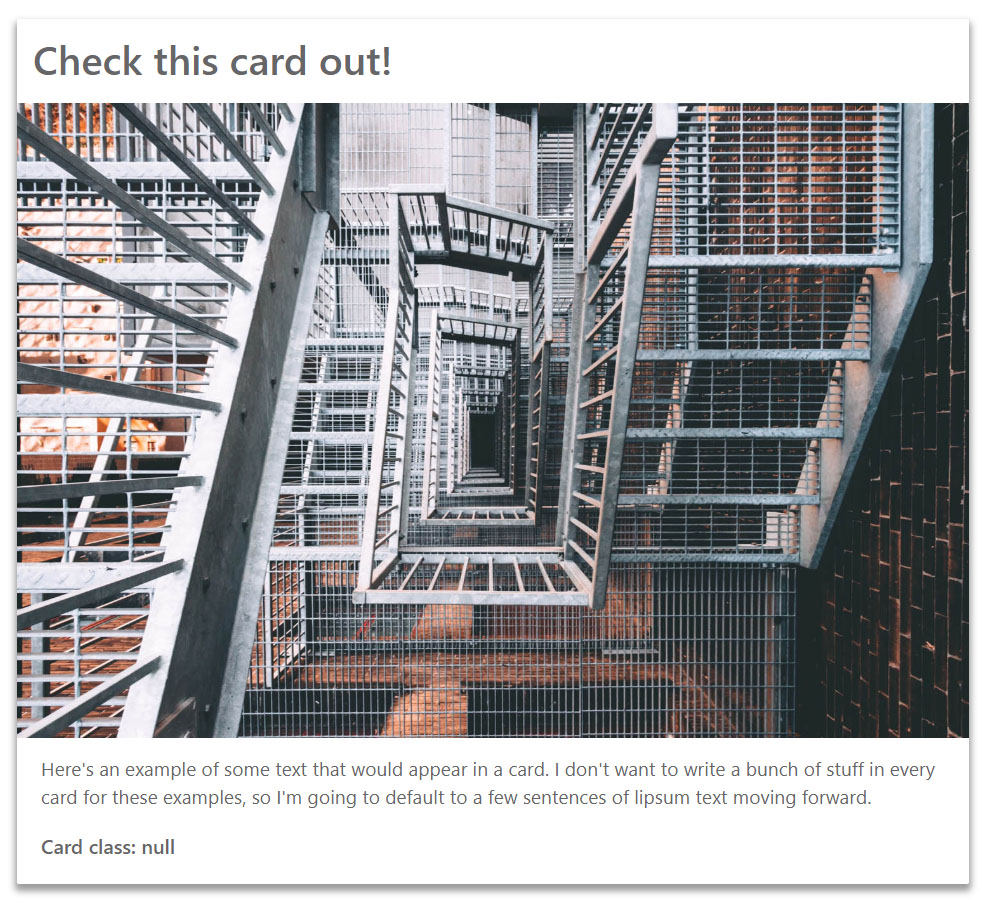 Check this card out!
Here's an example of some text that would appear in a card. I don't want to write a bunch of stuff in every
card for these examples, so I'm going to default to a few sentences of lipsum text moving forward.
Card class: null